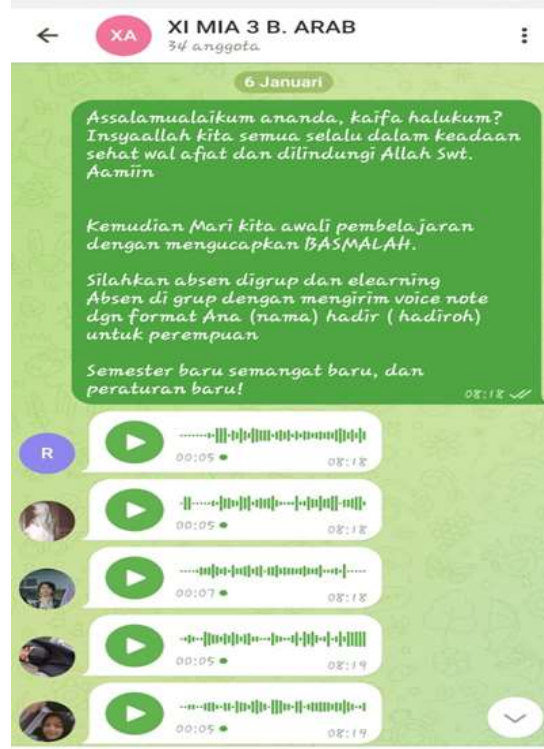 XA
XI MIA 3 B. ARAB
34 anggota
6 Januari
Assalamualaikum ananda, kaifa halukum?
Insyaallah kita semua selalu dalam keadaan
sehat wal afiat dan dilindungi Allah Swt.
Aamiin
Kemudian Mari kita awali pembelajaran
dengan mengucapkan BASMALAH.
Silahkan absen digrup dan elearning
Absen di grup dengan mengirim voice note
dgn format Ana (nama) hadir ( hadiroh)
untuk perempuan
Semester baru semangat baru, dan
peraturan baru!
08:18
R
00:05
08:18
00:05
08:18
00:07
08:18
00:05
08:19
00:05
08:19